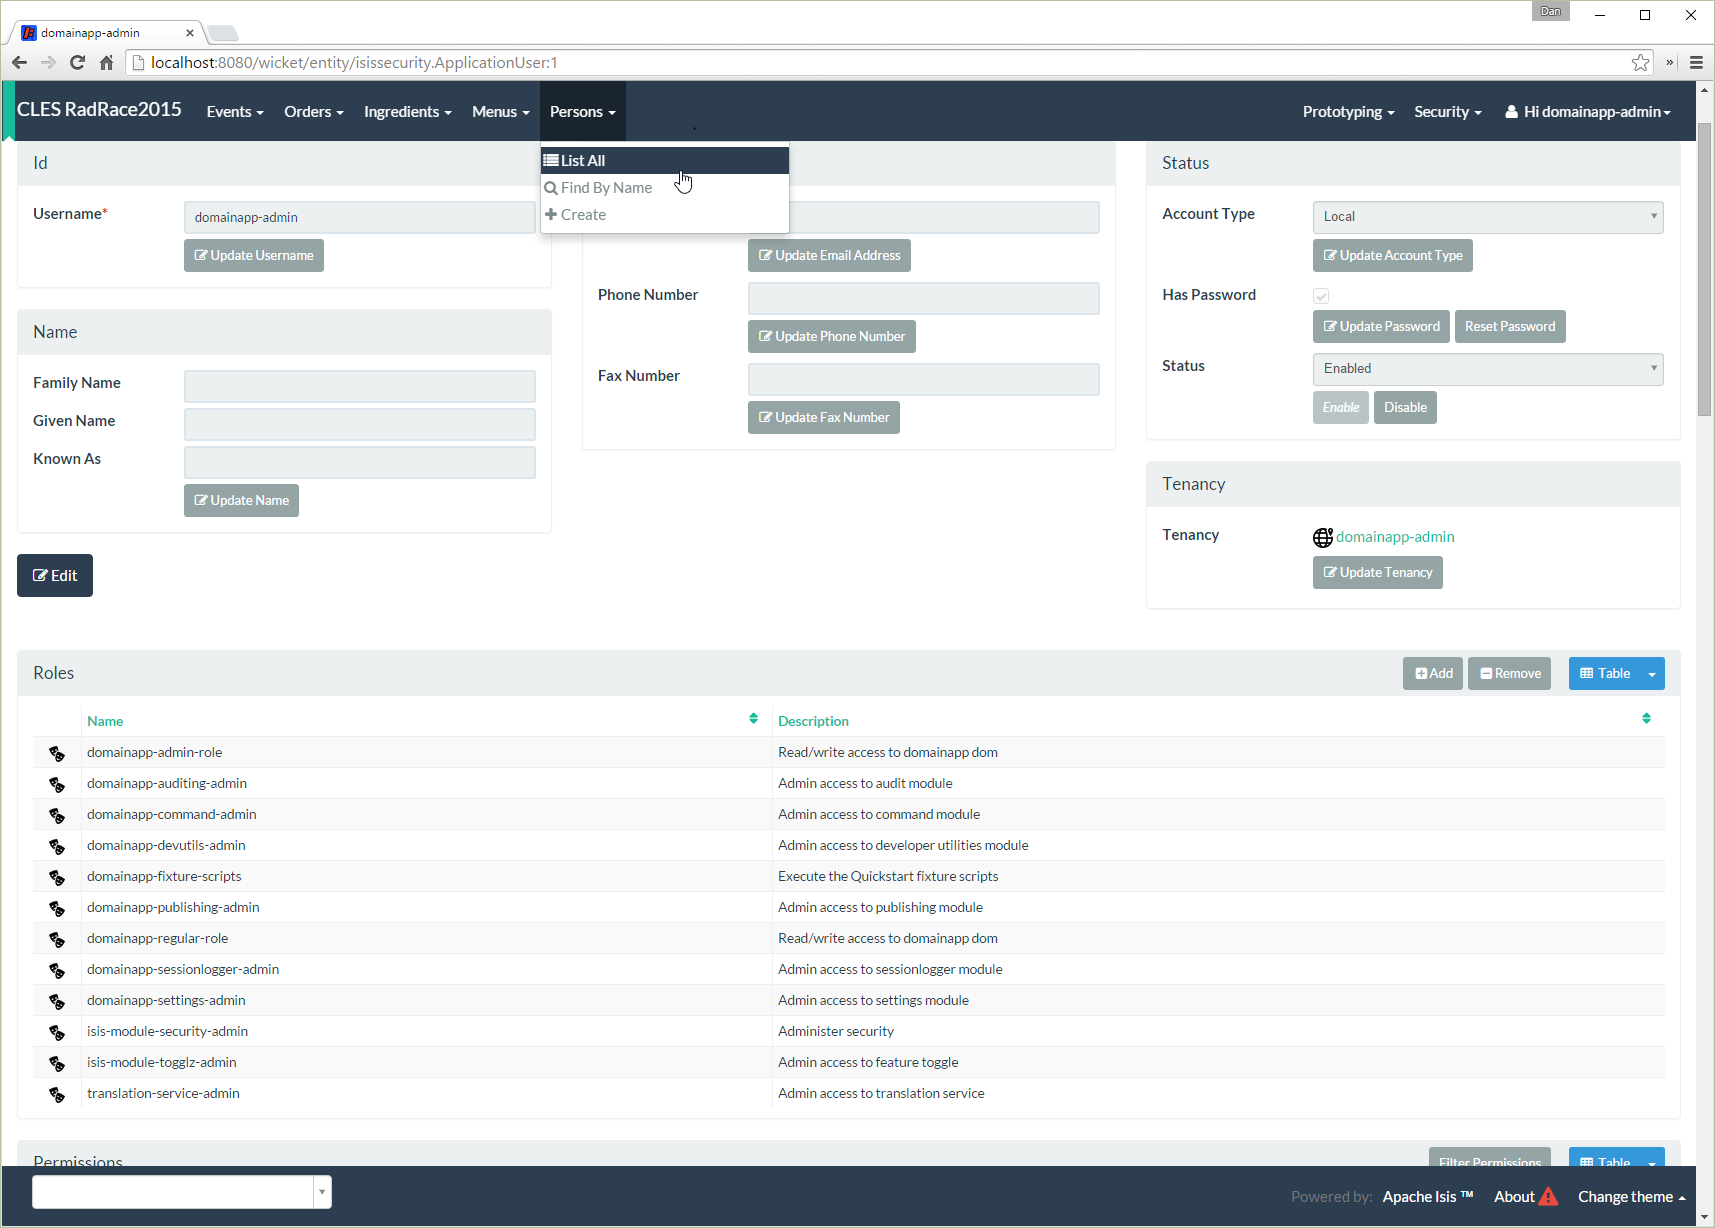 Dan
domainapp-admin
localhost:8080/wicket/entity/isissecurity.ApplicationUser:1
CLES RadRace2015 Events Orders Ingredients Menus Persons Prototyping Security Hi domainapp-admin
List All
Find By Name
Create
Id
Username*
domainapp-admin
Update Username
Name
Family Name
Given Name
Known As
Update Name
Edit
Update Email Address
Phone Number
Update Phone Number
Fax Number
Update Fax Number
Status
Account Type
Local
Update Account Type
Has Password
Update Password Reset Password
Status
Enabled
Enable Disable
Tenancy
Tenancy
domainapp-admin
Update Tenancy
Roles Add Remove Table
Name Description
domainapp-admin-role Read/write access to domainapp dom
domainapp-auditing-admin Admin access to audit module
domainapp-command-admin Admin access to command module
domainapp-devutils-admin Admin access to developer utilities module
domainapp-fixture-scripts Execute the Quickstart fixture scripts
domainapp-publishing-admin Admin access to publishing module
domainapp-regular-role Read/write access to domainapp dom
domainapp-sessionlogger-admin Admin access to sessionlogger module
domainapp-settings-admin Admin access to settings module
isis-module-security-admin Administer security
isis-module-togglz-admin Admin access to feature toggle
translation-service-admin Admin access to translation service
Permissions Filter Permissions Table
Powered by: Apache Isis ™ About Change theme